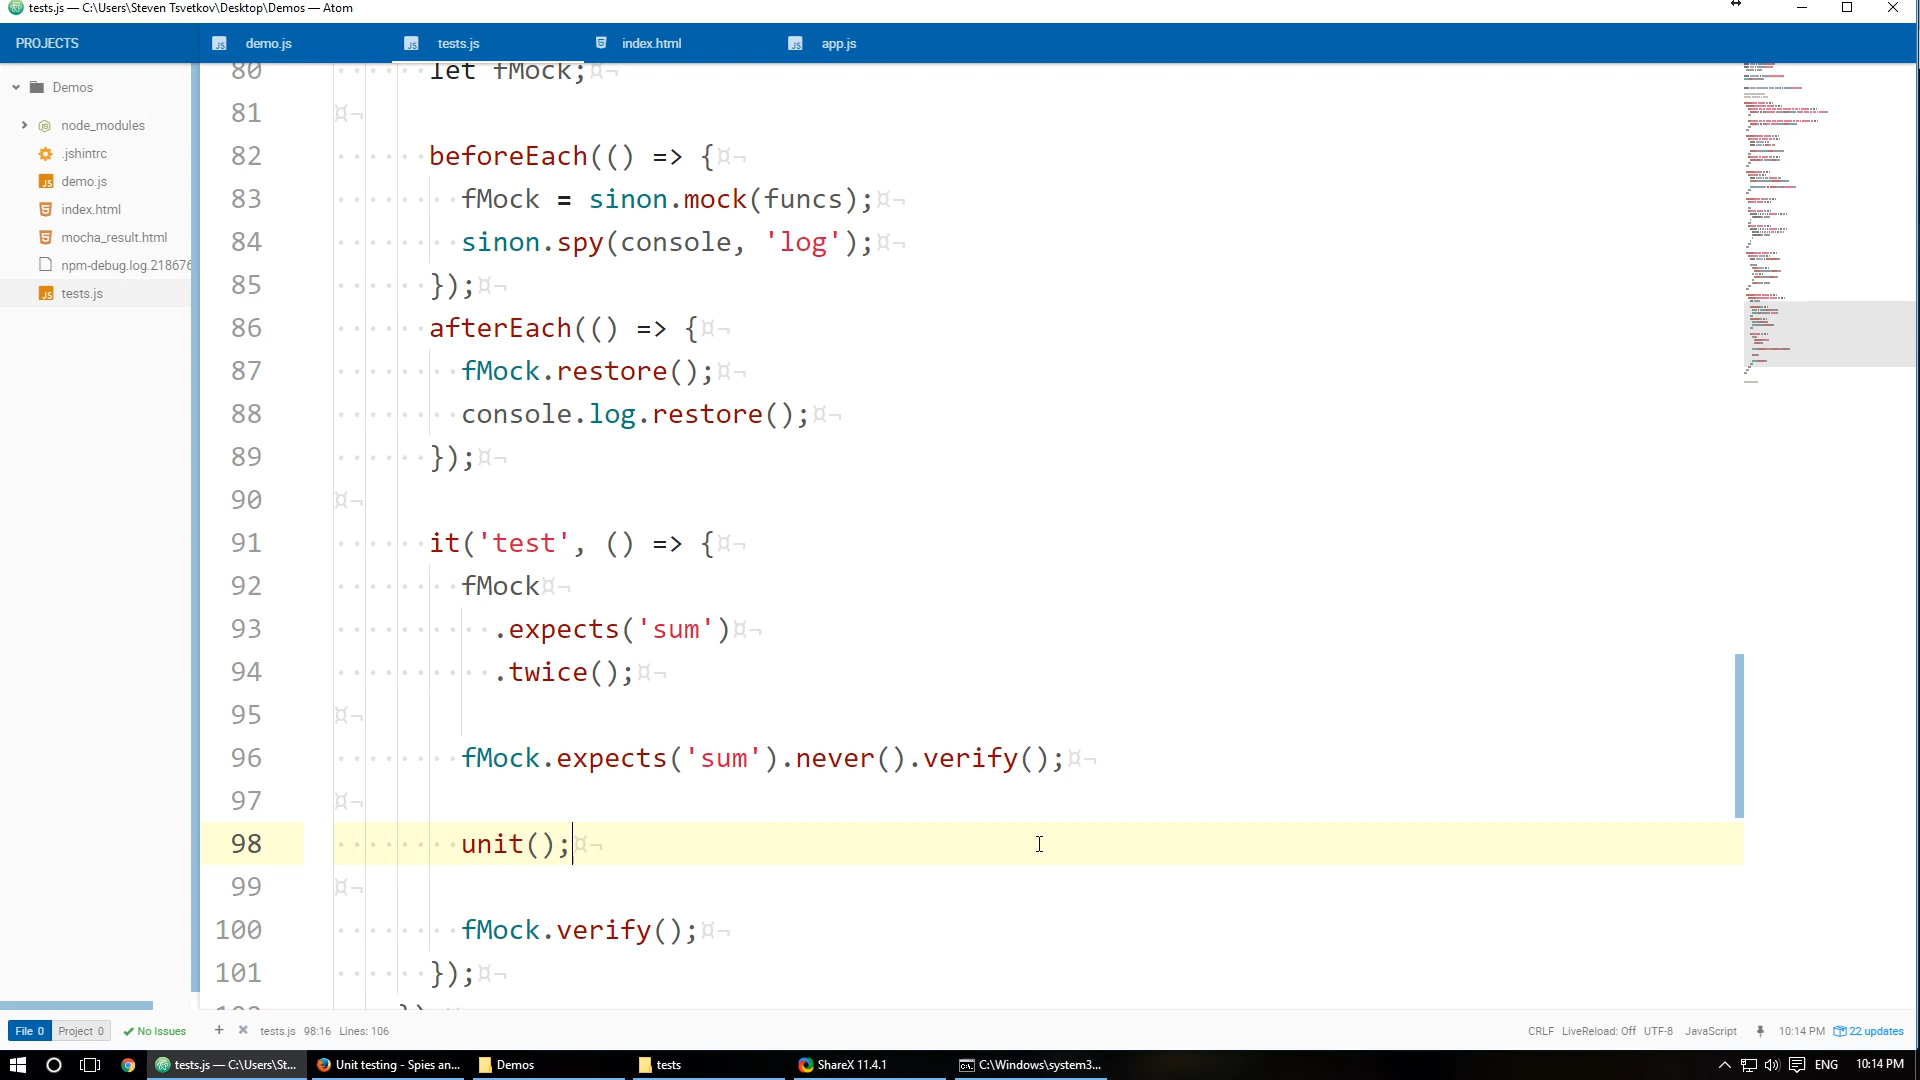 tests.js — C:\Users\Steven Tsvetkov\Desktop\Demos — Atom
PROJECTS
demo.js
tests.js
index.html
app.js
Demos
node_modules
.jshintrc
demo.js
index.html
mocha_result.html
npm-debug.log.218676
tests.js
80 let fMock;¤¬
81 ¤¬
82 beforeEach(() => {¤¬
83 fMock = sinon.mock(funcs);¤¬
84 sinon.spy(console, 'log');¤¬
85 });¤¬
86 afterEach(() => {¤¬
87 fMock.restore();¤¬
88 console.log.restore();¤¬
89 });¤¬
90 ¤¬
91 it('test', () => {¤¬
92 fMock¤¬
93 .expects('sum')¤¬
94 .twice();¤¬
95 ¤¬
96 fMock.expects('sum').never().verify();¤¬
97 ¤¬
98 unit();¤¬
99 ¤¬
100 fMock.verify();¤¬
101 });¤¬
File 0 Project 0 No Issues + tests.js 98:16 Lines: 106
CRLF LiveReload: Off UTF-8 JavaScript 10:14 PM 22 updates
tests.js — C:\Users\St... Unit testing - Spies an... Demos tests ShareX 11.4.1 C:\Windows\system3... ENG 10:14 PM